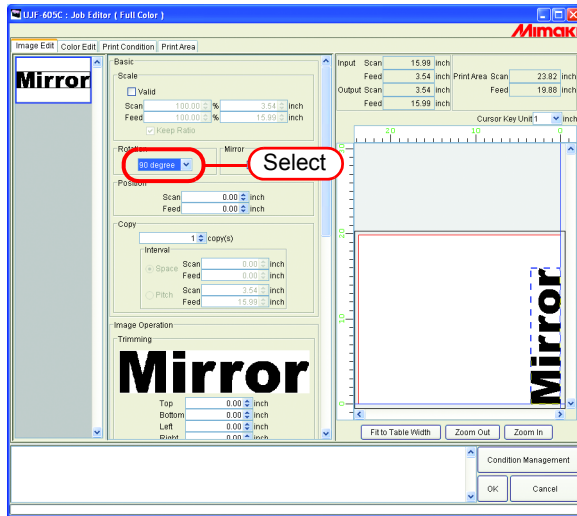 UJF-605C : Job Editor ( Full Color )
Mimaki
Image Edit Color Edit Print Condition Print Area
Mirror
Basic
Scale
Valid
Scan 100.00 % 3.54 inch
Feed 100.00 % 15.99 inch
Keep Ratio
Rotation Mirror
90 degree
Select
Position
Scan 0.00 inch
Feed 0.00 inch
Copy
1 copy(s)
Interval
Space Scan 0.00 inch
Feed 0.00 inch
Pitch Scan 3.54 inch
Feed 15.99 inch
Image Operation
Trimming
Mirror
Top 0.00 inch
Bottom 0.00 inch
Left 0.00 inch
Right 0.00 inch
Input Scan 15.99 inch
Feed 3.54 inch Print Area Scan 23.82 inch
Output Scan 3.54 inch Feed 19.88 inch
Feed 15.99 inch
Cursor Key Unit 1 inch
20 10 0
20
10
0
Mirror
Fit to Table Width Zoom Out Zoom In
Condition Management
OK Cancel